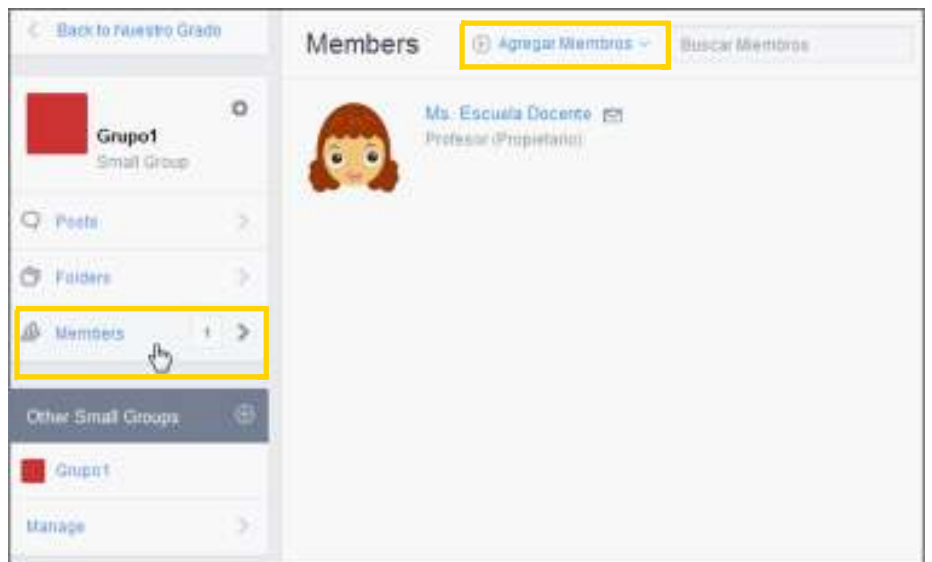 Back to Nuestro Grado
Grupo1
Small Group
Posts
Folders
Members 1
Other Small Groups
Grupo1
Manage
Members Agregar Miembros Buscar Miembros
Ms. Escuela Docente
Profesor (Propietario)